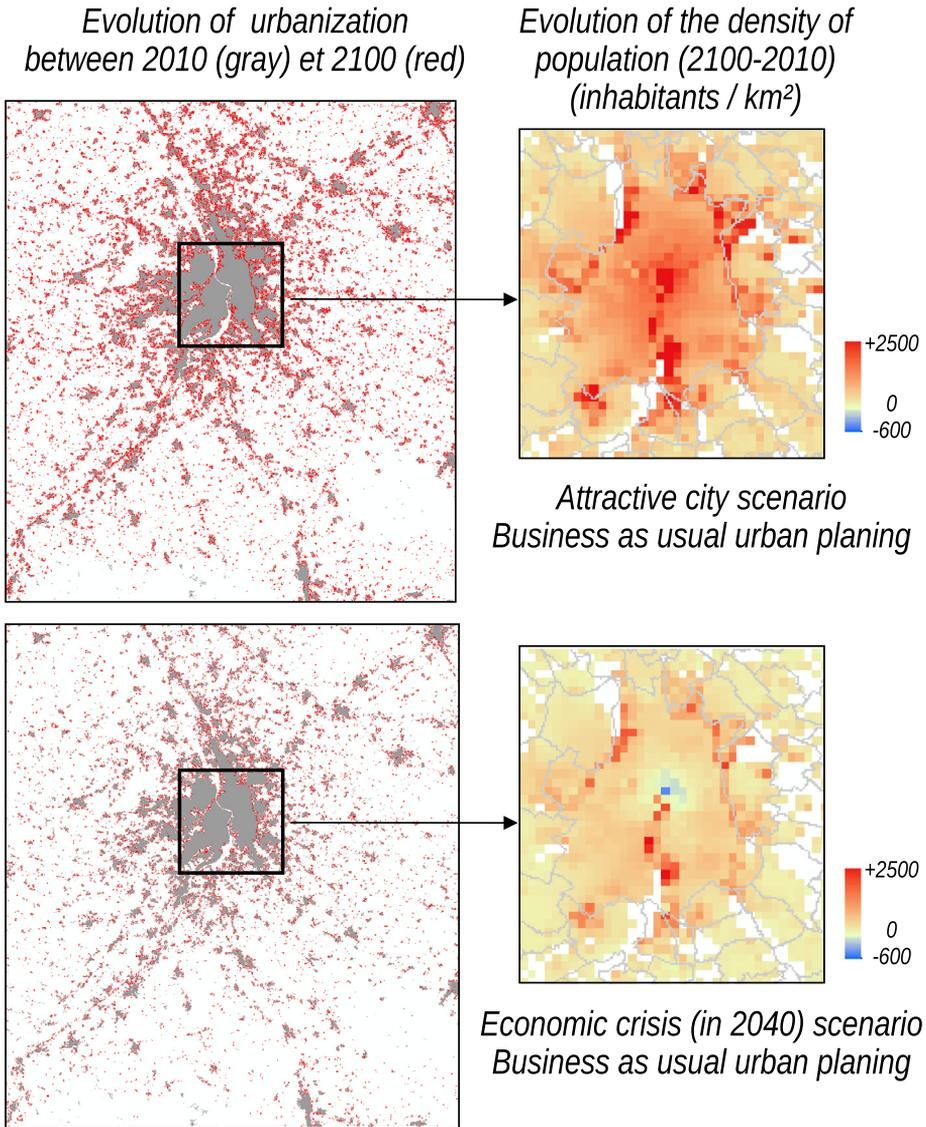 Evolution of  urbanization
between 2010 (gray) et 2100 (red)
Evolution of the density of
population (2100-2010)
(inhabitants / km²)
+2500
0
-600
Attractive city scenario
Business as usual urban planing
+2500
0
-600
Economic crisis (in 2040) scenario
Business as usual urban planing